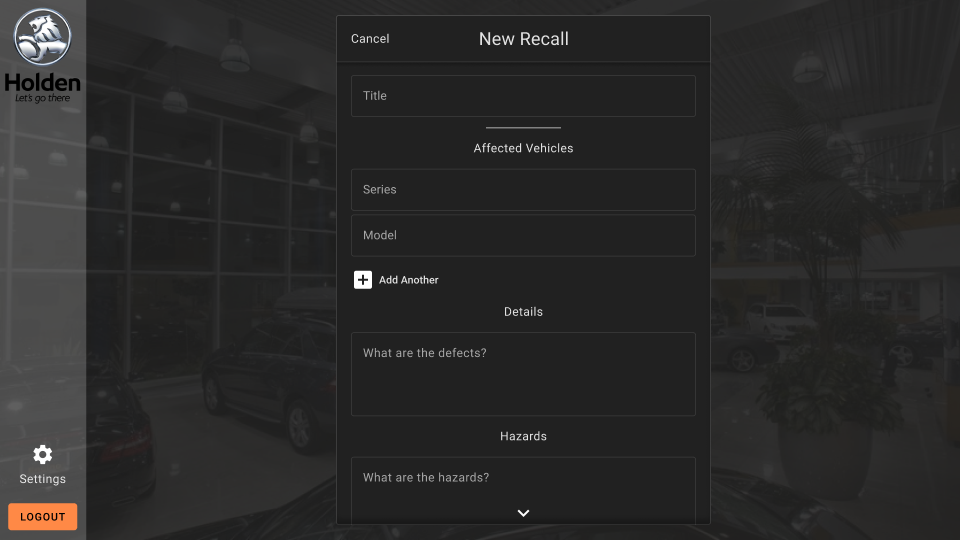 Holden
Let's go there
Settings
LOGOUT
Cancel
New Recall
Title
Affected Vehicles
Series
Model
Add Another
Details
What are the defects?
Hazards
What are the hazards?